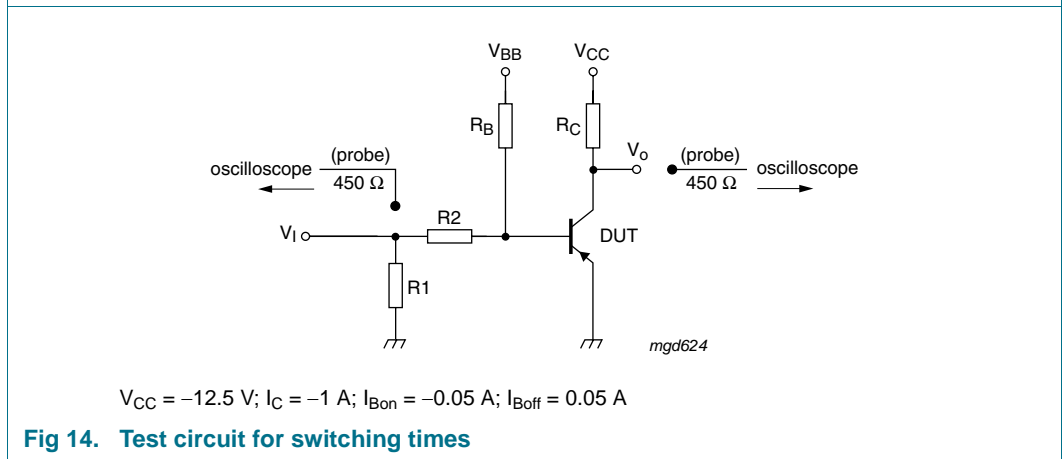 VBB VCC
RB RC
Vo
(probe) (probe)
oscilloscope oscilloscope
450 Ω 450 Ω
R2
VI DUT
R1
mgd624
VCC = −12.5 V; IC = −1 A; IBon = −0.05 A; IBoff = 0.05 A
Fig 14. Test circuit for switching times